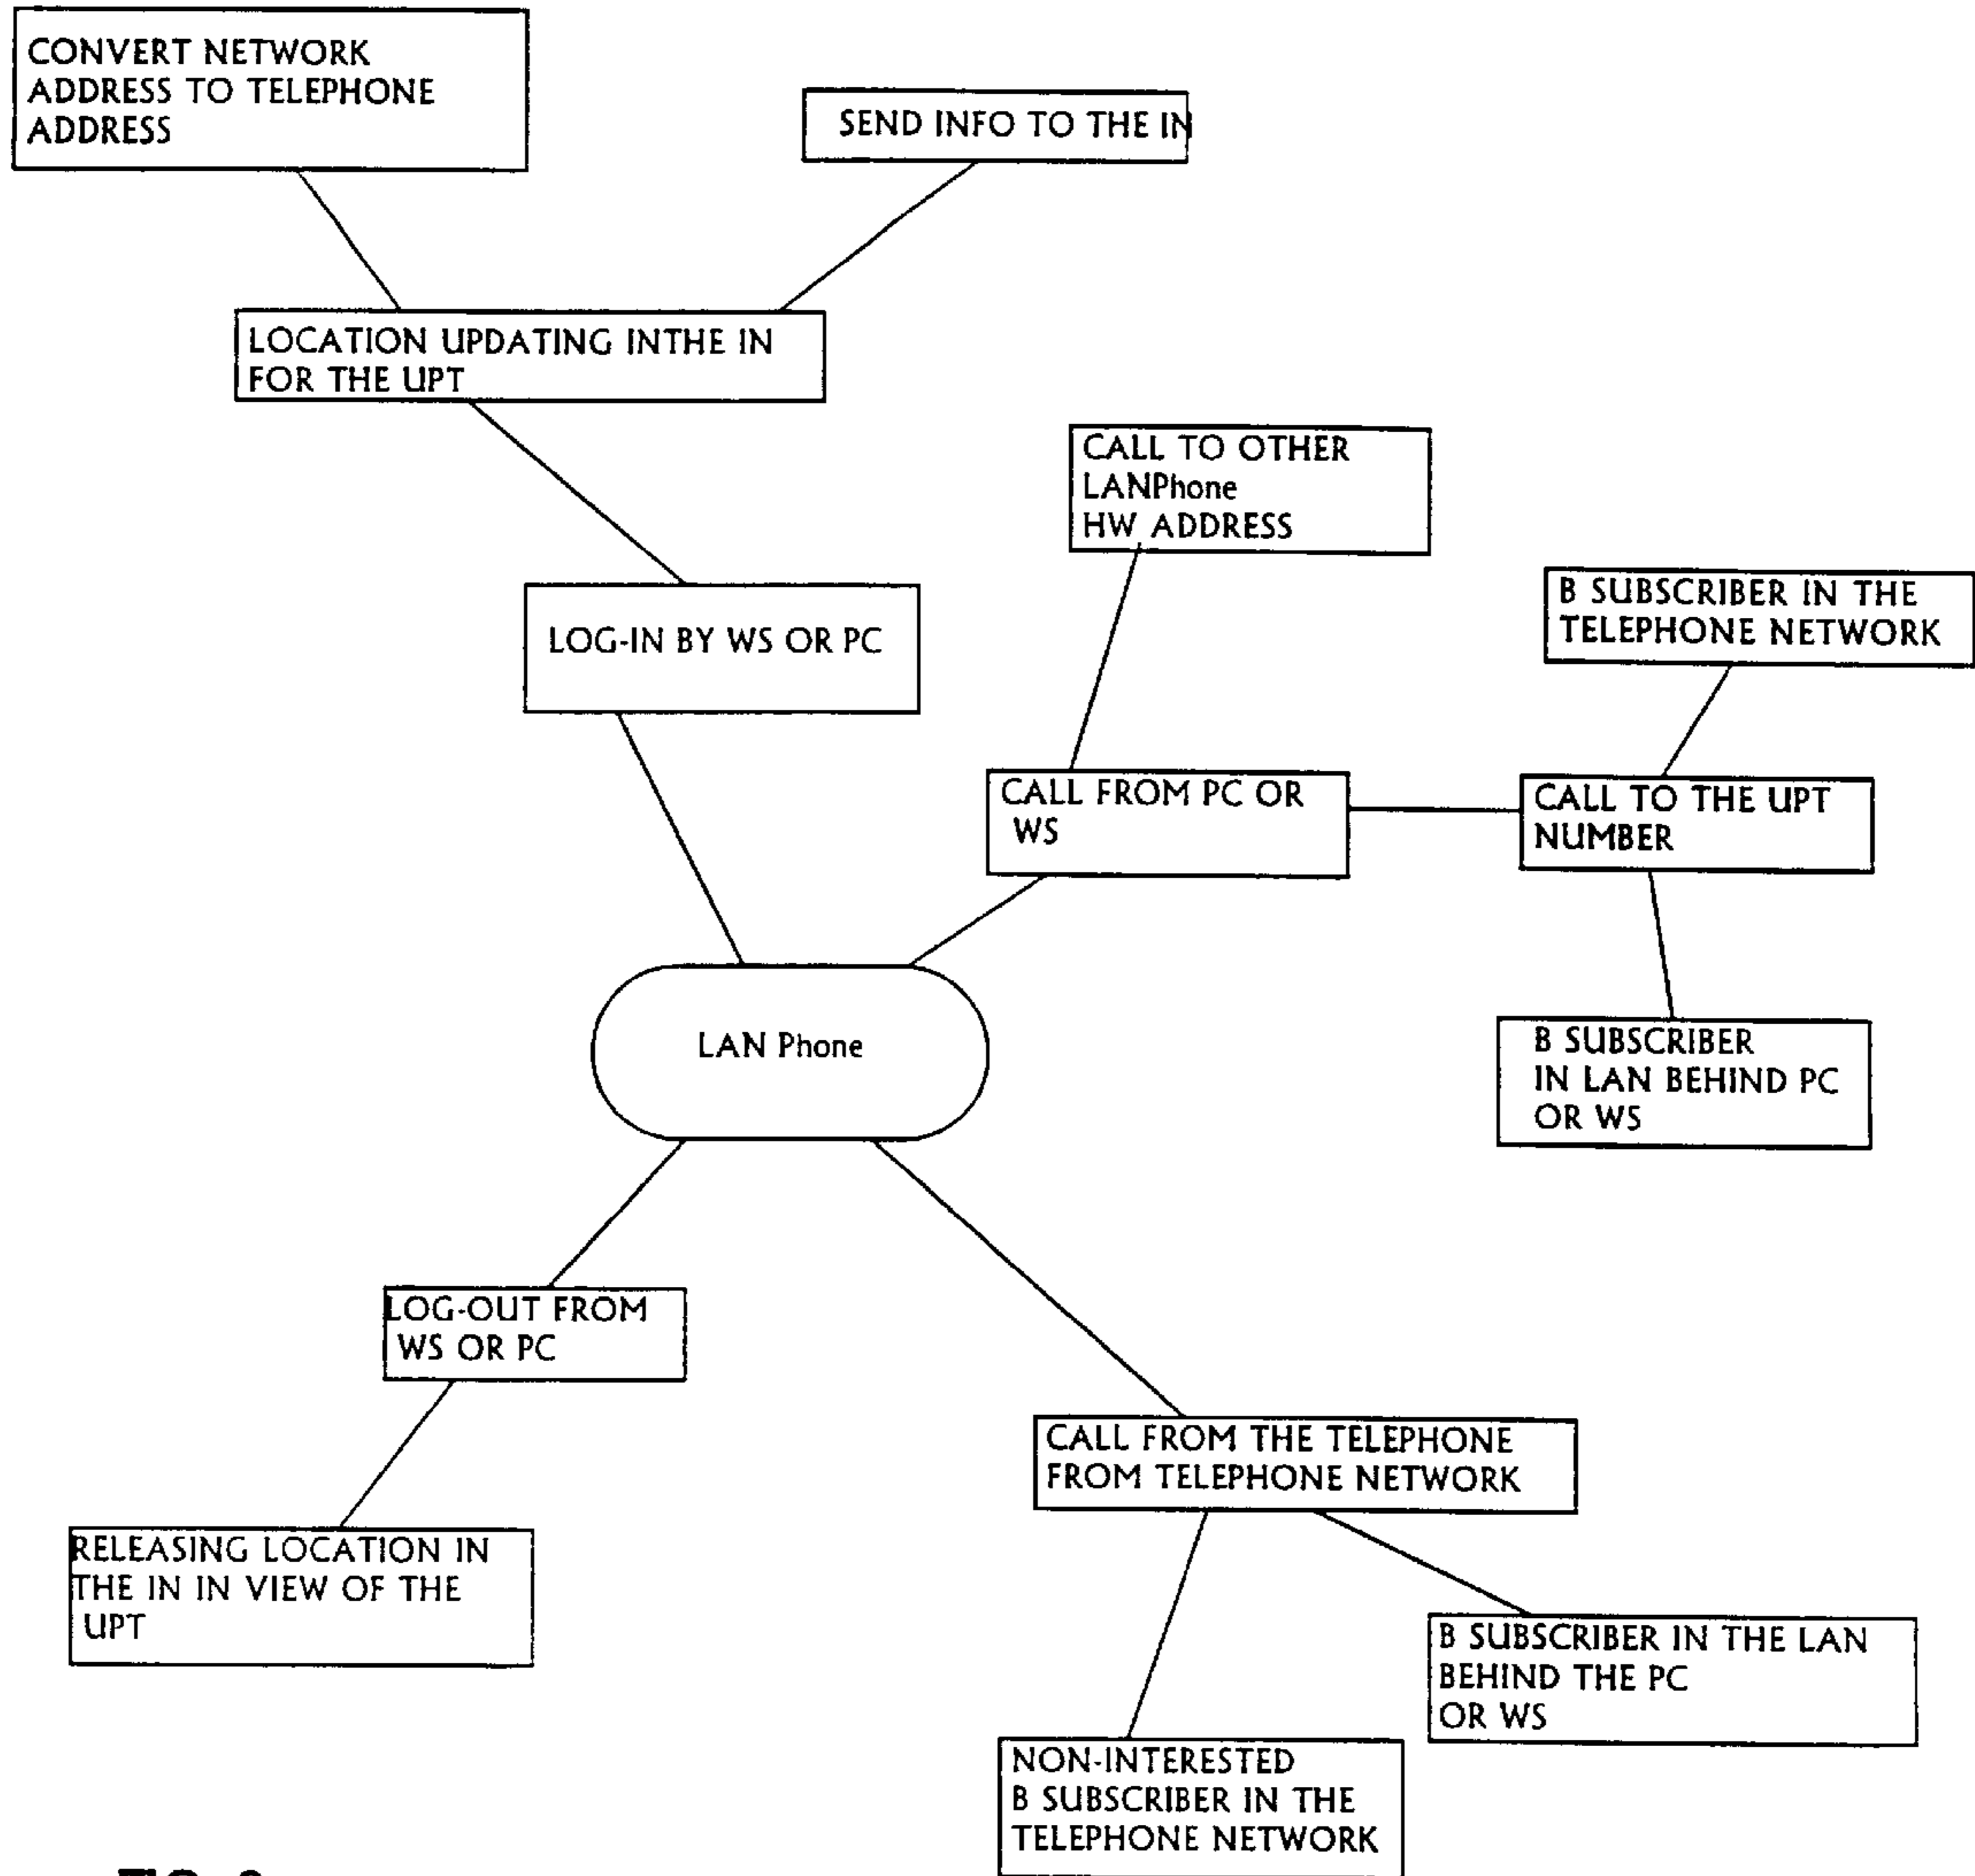 CONVERT NETWORK
ADDRESS TO TELEPHONE
ADDRESS
SEND INFO TO THE IN
LOCATION UPDATING INTHE IN
FOR THE UPT
CALL TO OTHER
LANPhone
HW ADDRESS
B SUBSCRIBER IN THE
TELEPHONE NETWORK
LOG-IN BY WS OR PC
CALL FROM PC OR
WS
CALL TO THE UPT
NUMBER
LAN Phone
B SUBSCRIBER
IN LAN BEHIND PC
OR WS
LOG-OUT FROM
WS OR PC
CALL FROM THE TELEPHONE
FROM TELEPHONE NETWORK
RELEASING LOCATION IN
THE IN IN VIEW OF THE
UPT
B SUBSCRIBER IN THE LAN
BEHIND THE PC
OR WS
NON-INTERESTED
B SUBSCRIBER IN THE
TELEPHONE NETWORK